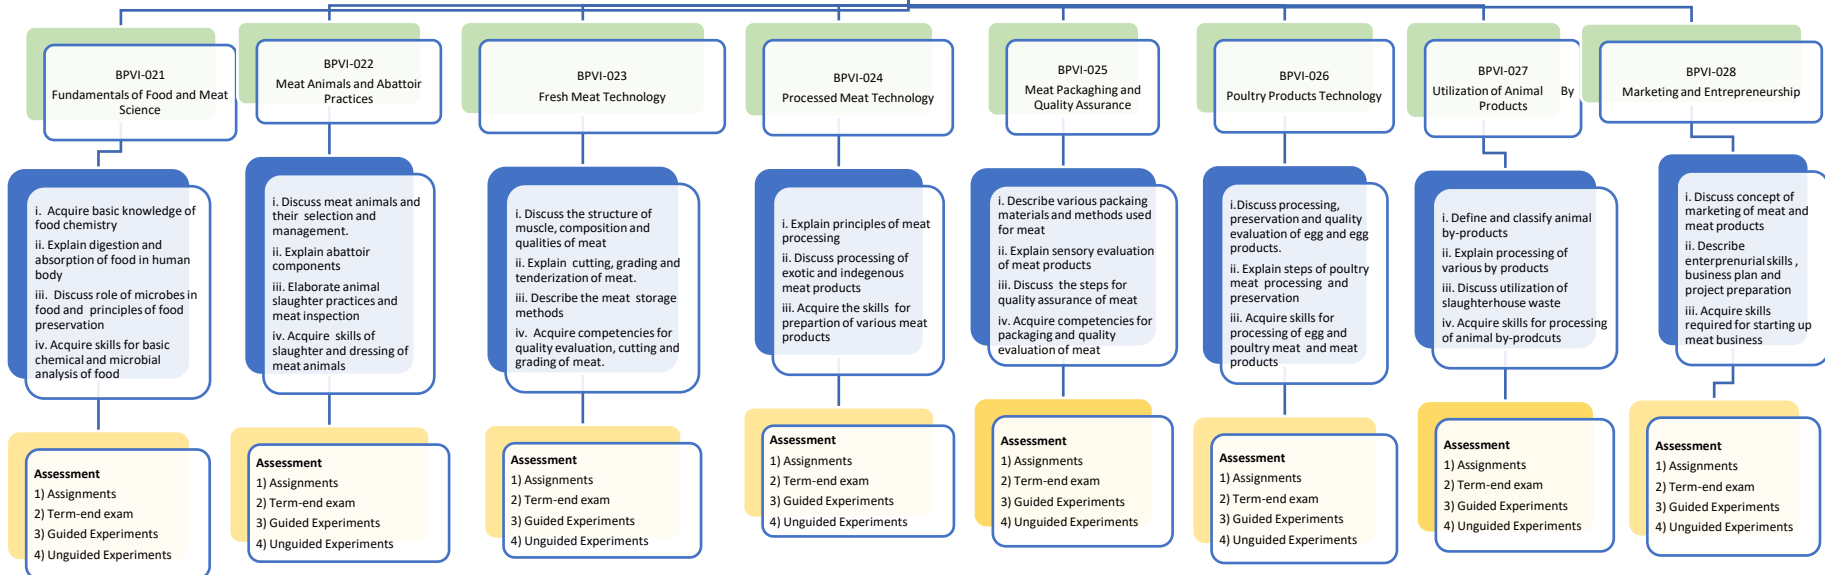 BPVI-021
Fundamentals of Food and Meat
Science
BPVI-022
Meat Animals and Abattoir
Practices
BPVI-023
Fresh Meat Technology
BPVI-024
Processed Meat Technology
BPVI-025
Meat Packaghing and
Quality Assurance
BPVI-026
Poultry Products Technology
BPVI-027
Utilization of Animal By
Products
BPVI-028
Marketing and Entrepreneurship
i. Acquire basic knowledge of
food chemistry
ii. Explain digestion and
absorption of food in human
body
iii. Discuss role of microbes in
food and principles of food
preservation
iv. Acquire skills for basic
chemical and microbial
analysis of food
i. Discuss meat animals and
their selection and
management.
ii. Explain abattoir
components
iii. Elaborate animal
slaughter practices and
meat inspection
iv. Acquire skills of
slaughter and dressing of
meat animals
i. Discuss the structure of
muscle, composition and
qualities of meat
ii. Explain cutting, grading and
tenderization of meat.
iii. Describe the meat storage
methods
iv. Acquire competencies for
quality evaluation, cutting and
grading of meat.
i. Explain principles of meat
processing
ii. Discuss processing of
exotic and indegenous
meat products
iii. Acquire the skills for
prepartion of various meat
products
i. Describe various packaing
materials and methods used
for meat
ii. Explain sensory evaluation
of meat products
iii. Discuss the steps for
quality assurance of meat
iv. Acquire competencies for
packaging and quality
evaluation of meat
i.Discuss processing,
preservation and quality
evaluation of egg and egg
products.
ii. Explain steps of poultry
meat processing and
preservation
iii. Acquire skills for
processing of egg and
poultry meat and meat
products
i. Define and classify animal
by-products
ii. Explain processing of
various by products
iii. Discuss utilization of
slaughterhouse waste
iv. Acquire skills for processing
of animal by-prodcuts
i. Discuss concept of
marketing of meat and
meat products
ii. Describe
enterprenurial skills ,
business plan and
project preparation
iii. Acquire skills
required for starting up
meat business
Assessment
1) Assignments
2) Term-end exam
3) Guided Experiments
4) Unguided Experiments
Assessment
1) Assignments
2) Term-end exam
3) Guided Experiments
4) Unguided Experiments
Assessment
1) Assignments
2) Term-end exam
3) Guided Experiments
4) Unguided Experiments
Assessment
1) Assignments
2) Term-end exam
3) Guided Experiments
4) Unguided Experiments
Assessment
1) Assignments
2) Term-end exam
3) Guided Experiments
4) Unguided Experiments
Assessment
1) Assignments
2) Term-end exam
3) Guided Experiments
4) Unguided Experiments
Assessment
1) Assignments
2) Term-end exam
3) Guided Experiments
4) Unguided Experiments
Assessment
1) Assignments
2) Term-end exam
3) Guided Experiments
4) Unguided Experiments